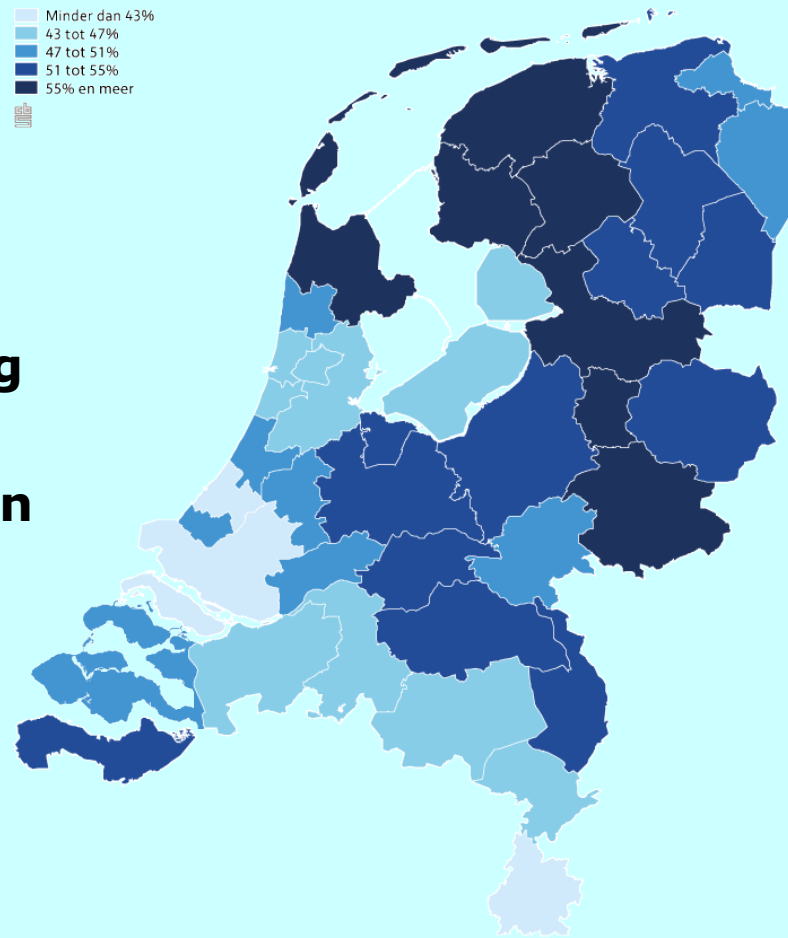 Minder dan 43%
43 tot 47%
47 tot 51%
51 tot 55%
55% en meer
g
n